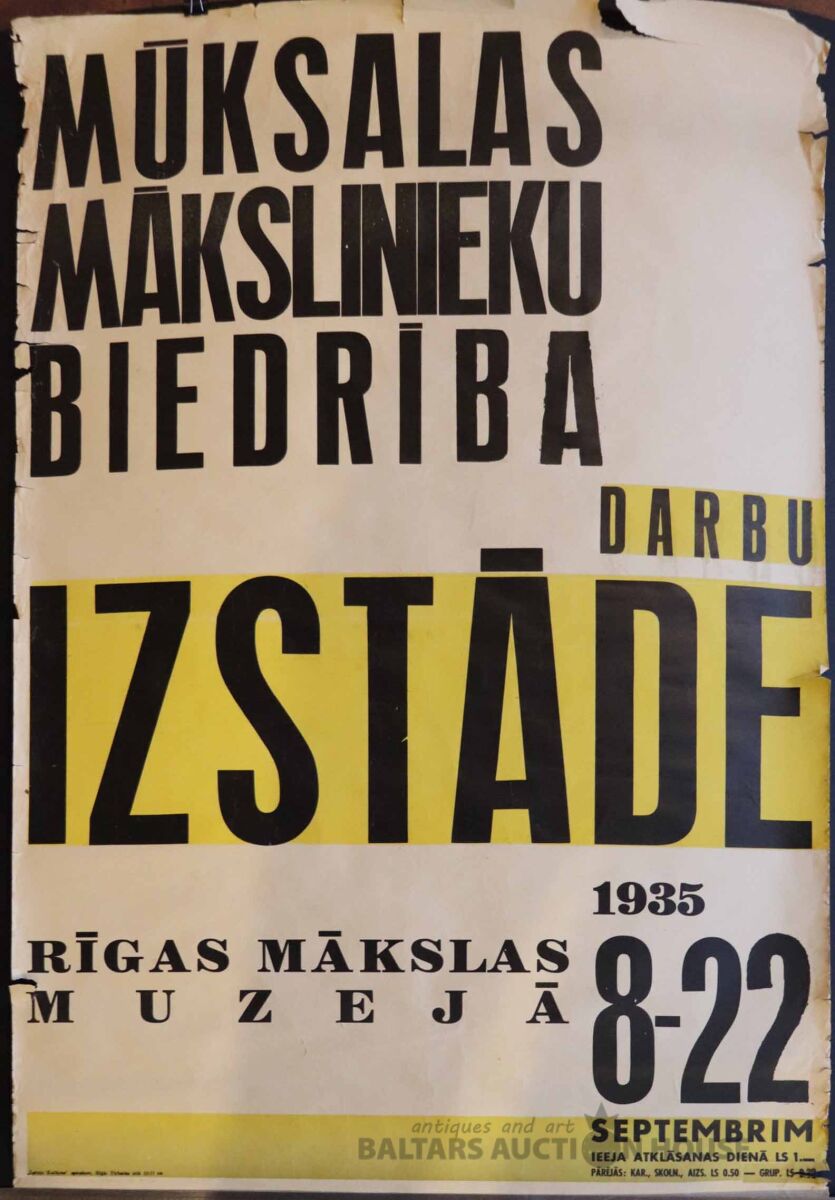 MŪKSALAS
MĀKSLINIEKU
BIEDRĪBA
DARBU
IZSTĀDE
1935
RĪGAS MĀKSLAS
MUZEJĀ
8-22
SEPTEMBRIM
IEEJA ATKLĀŠANAS DIENĀ LS 1.—
PĀRĒJĀS: KAR., SKOLN., AIZS. LS 0.50 — GRUP. LS
antiques and art
BALTARS AUCTION HOUSE